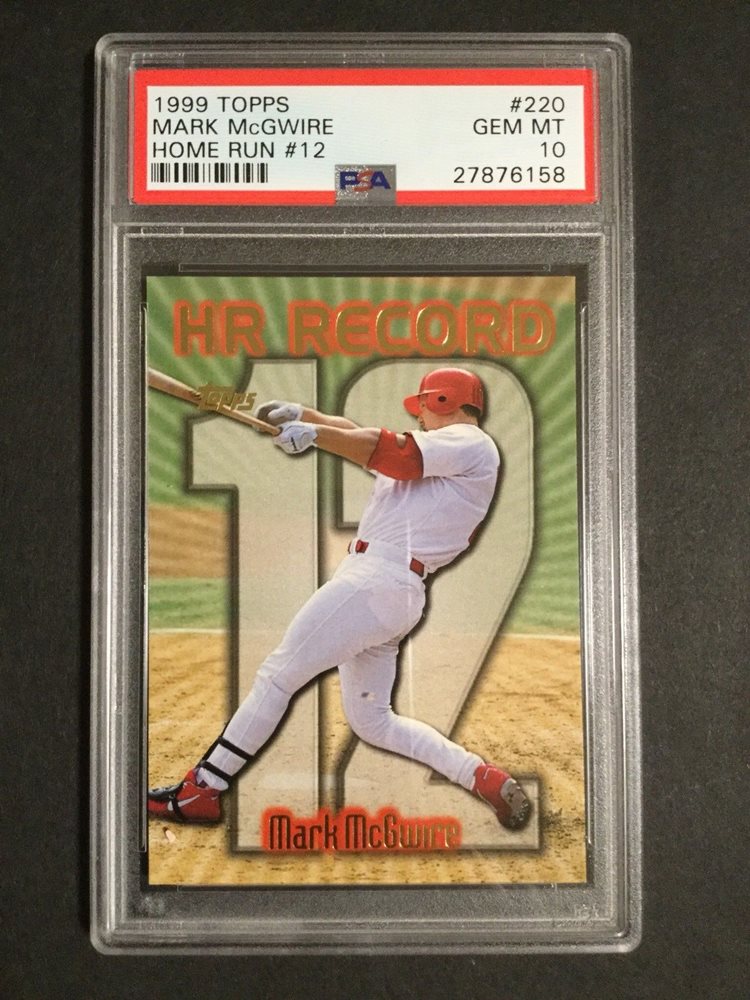 1999 TOPPS #220
MARK McGWIRE GEM MT
HOME RUN #12 10
PSA 27876158
HR RECORD
12
Topps
Mark McGwire